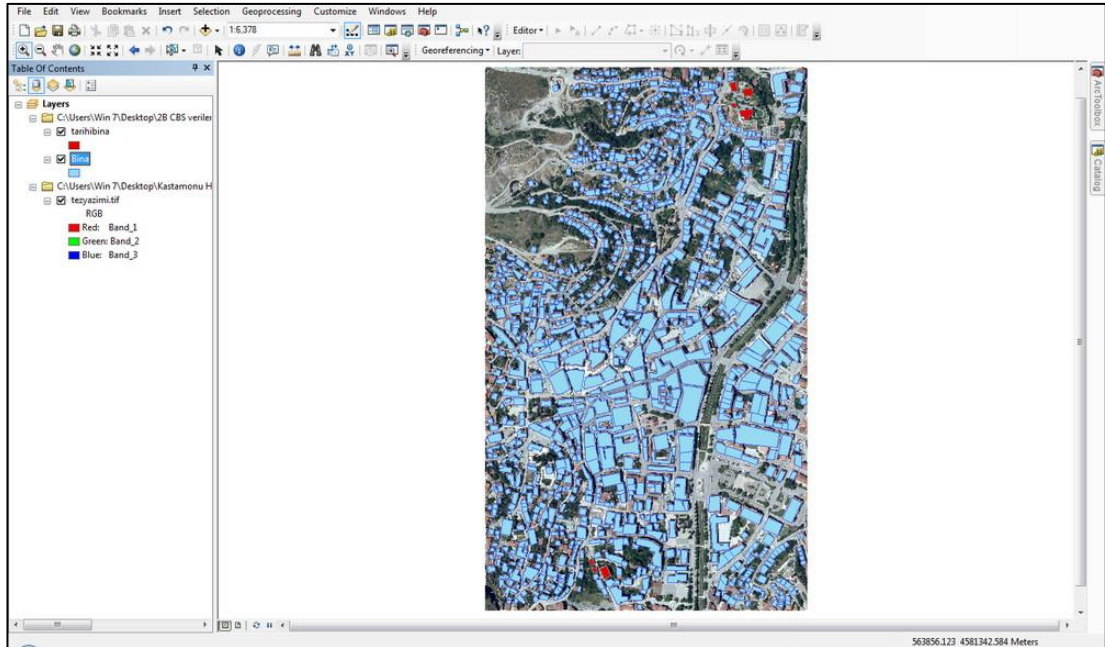 File Edit View Bookmarks Insert Selection Geoprocessing Customize Windows Help
1:6,378
Editor
Georeferencing Layer:
Table Of Contents
Layers
C:\Users\Win 7\Desktop\2B CBS veriler
tarihibina
Bina
C:\Users\Win 7\Desktop\Kastamonu H
tezyazimi.tif
RGB
Red: Band_1
Green: Band_2
Blue: Band_3
ArcToolbox
Catalog
563856.123 4581342.584 Meters